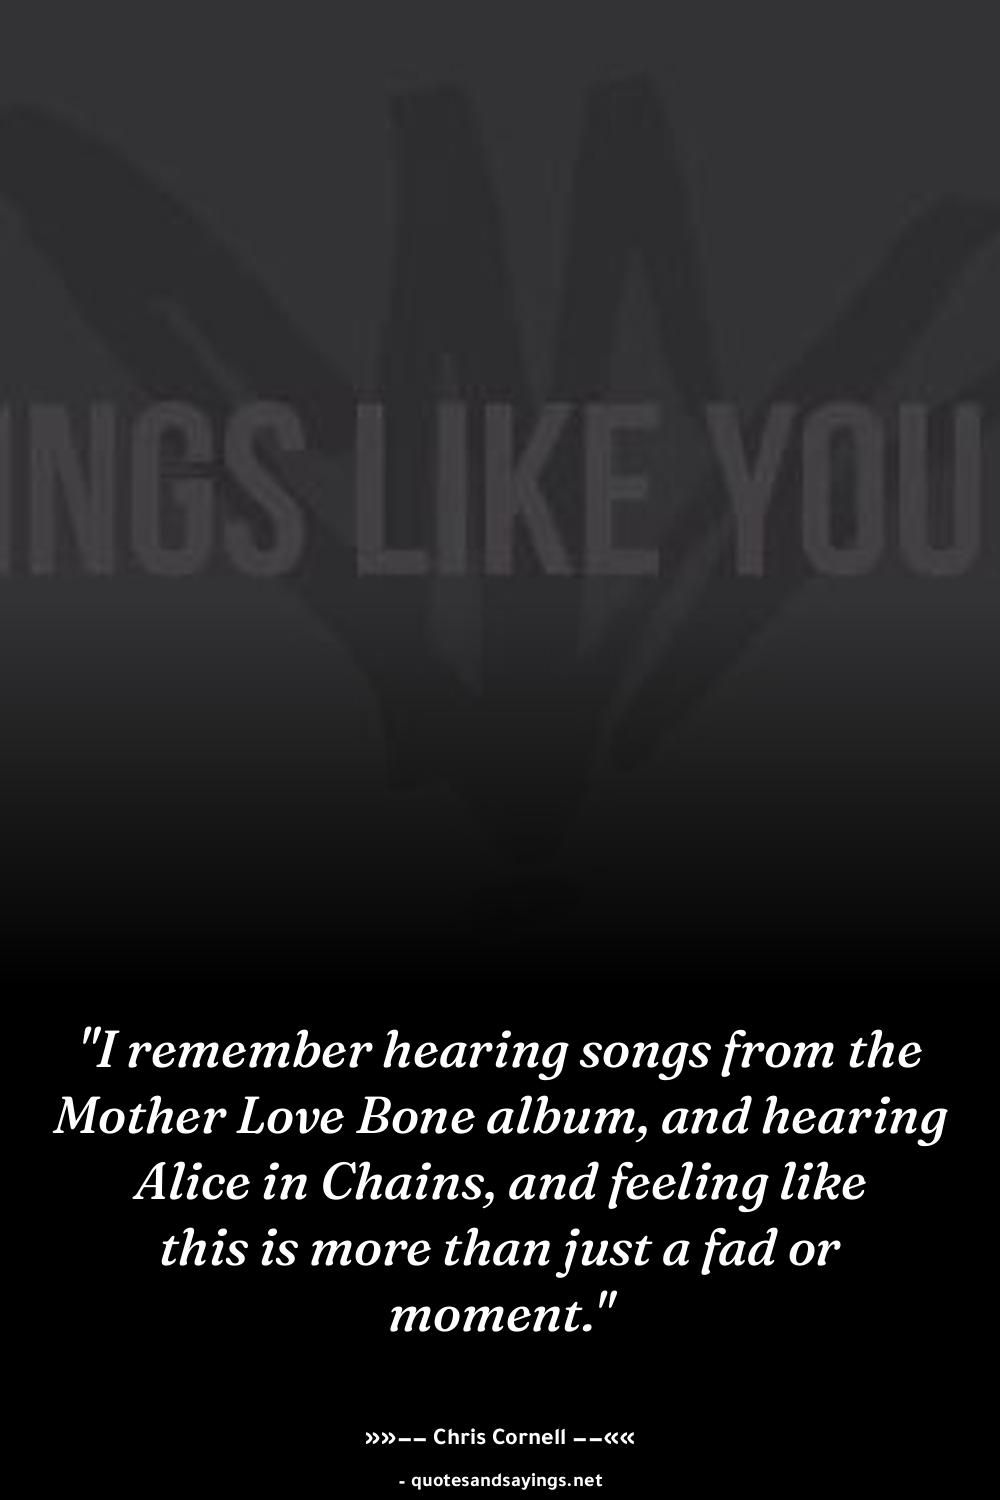 INGS LIKE YOU
"I remember hearing songs from the
Mother Love Bone album, and hearing
Alice in Chains, and feeling like
this is more than just a fad or
moment."
»»–– Chris Cornell ––««
- quotesandsayings.net